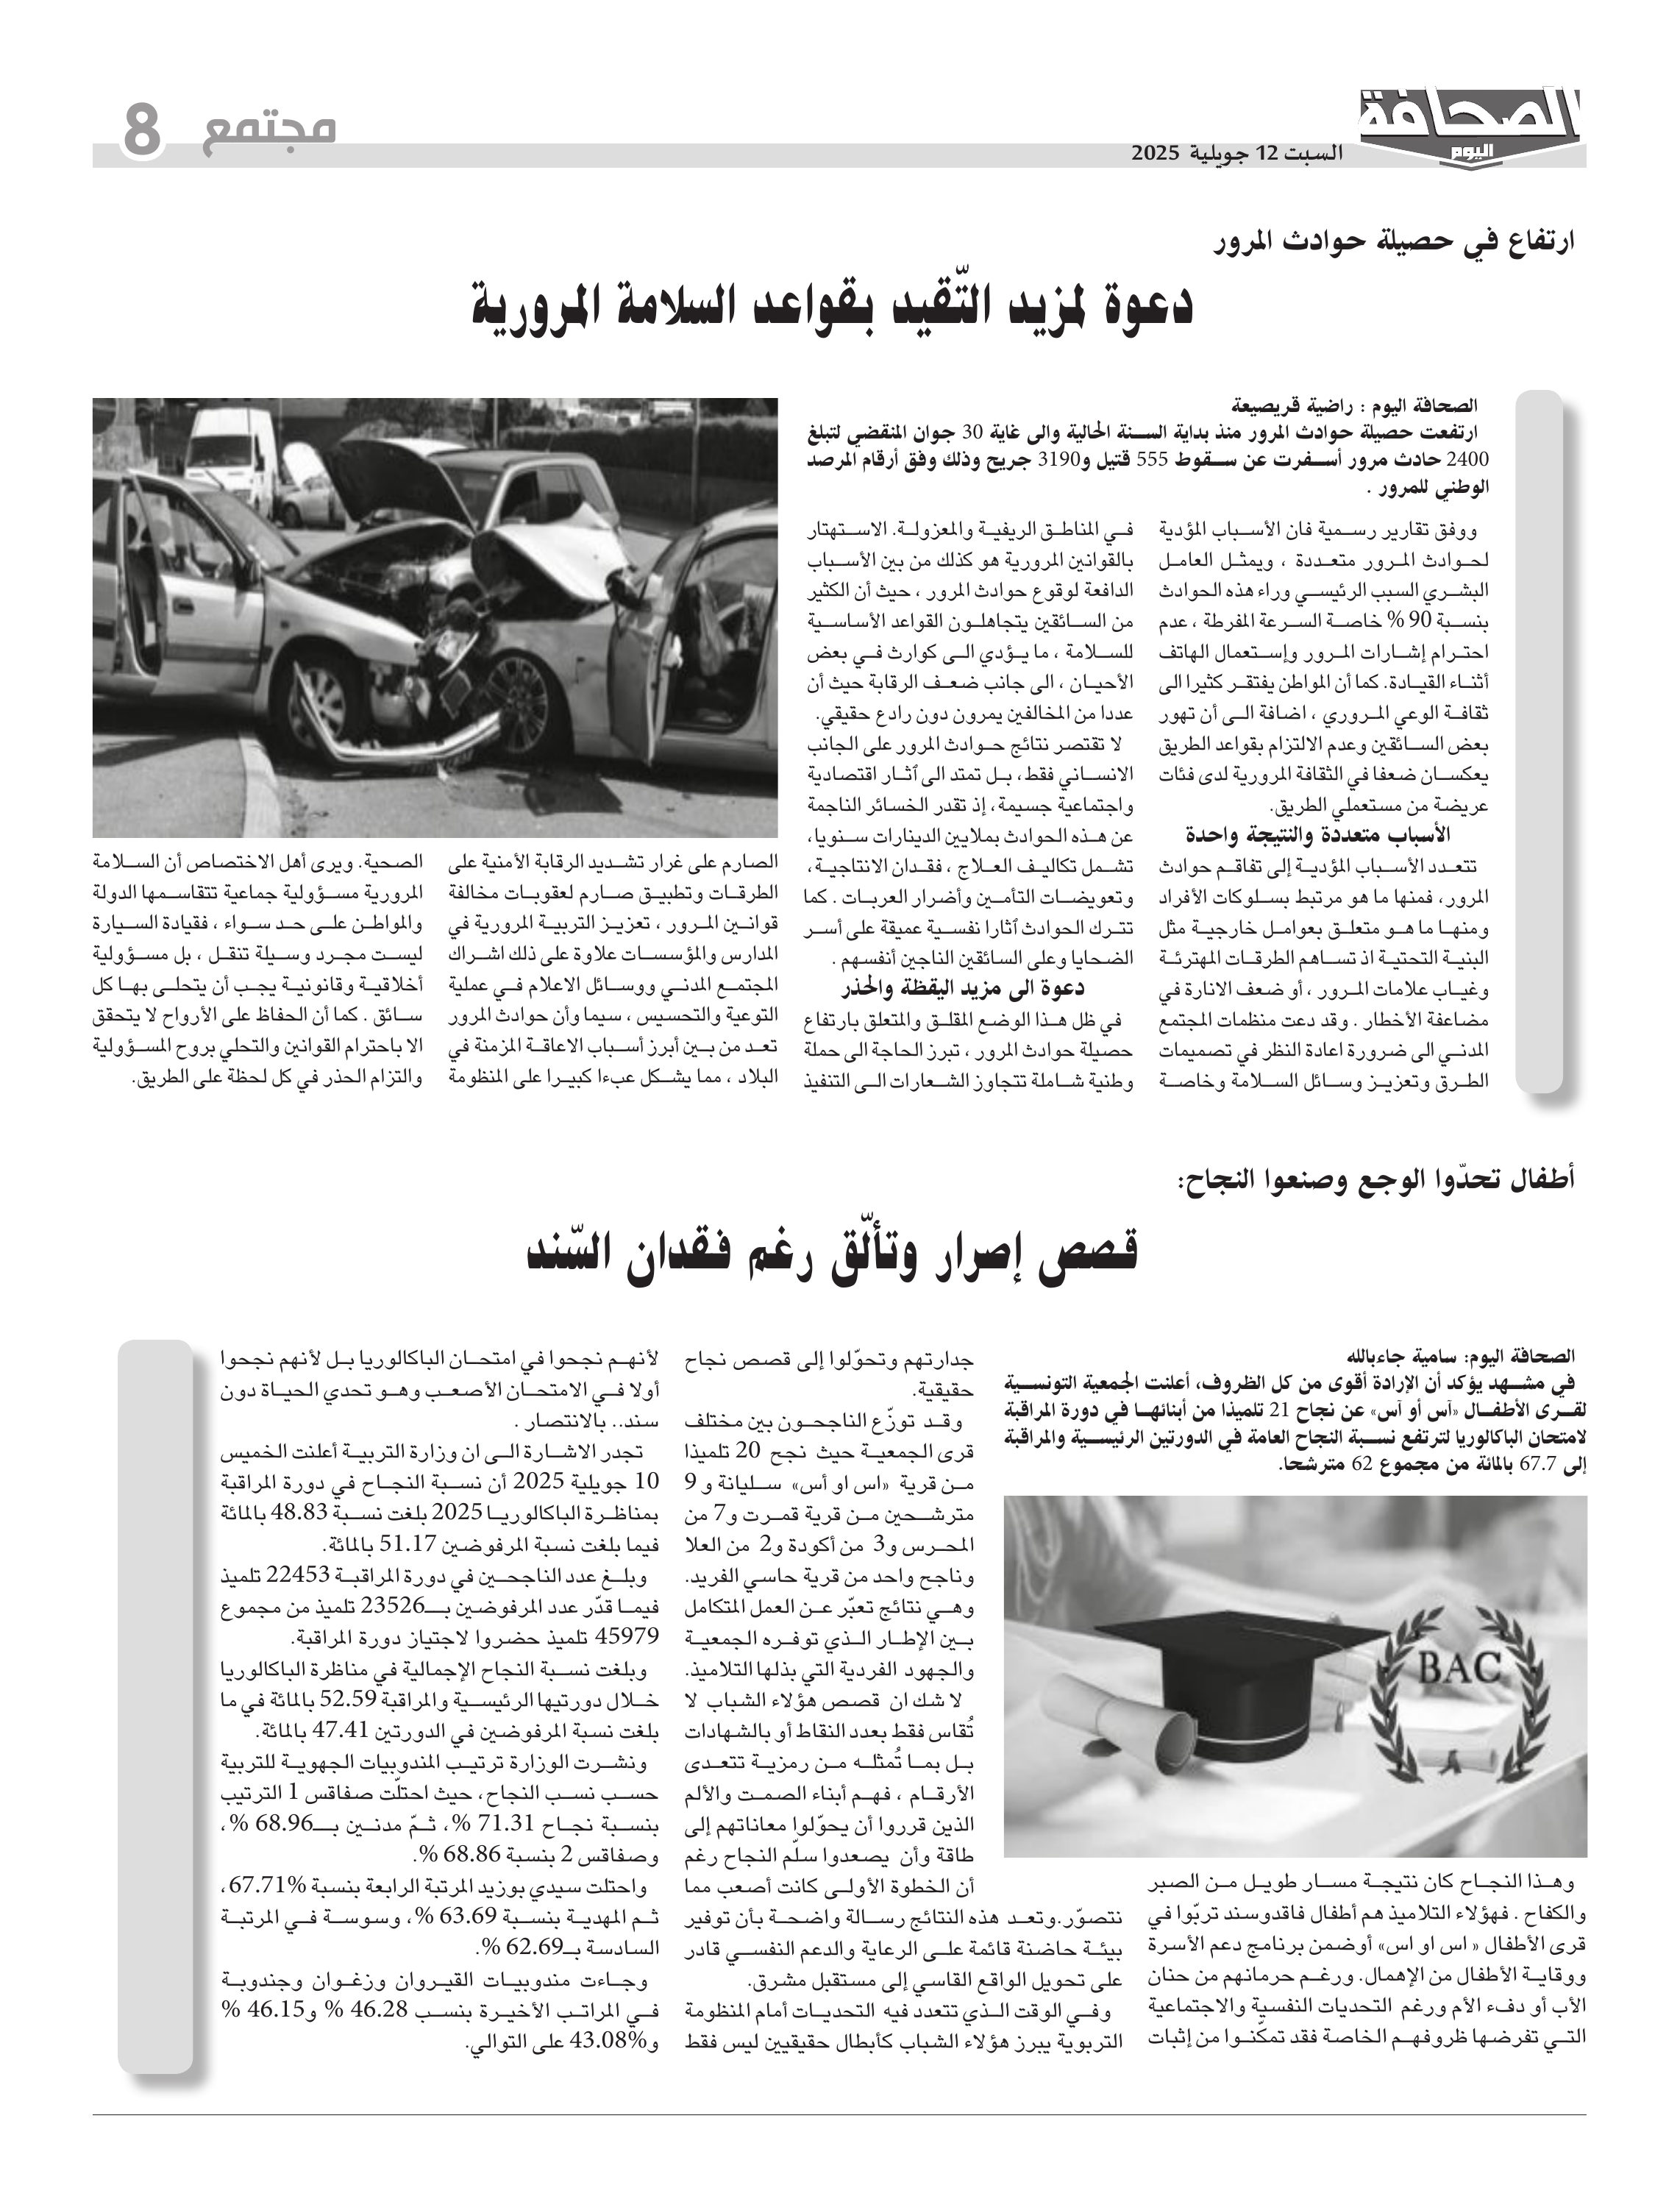 الصحافة
اليوم
السبت 12 جويلية 2025
مجتمع
8
ارتفاع في حصيلة حوادث المرور
دعوة لمزيد التّقيد بقواعد السلامة المرورية
الصحافة اليوم : راضية قريصيعة
ارتفعت حصيلة حوادث المرور منذ بداية السنة الحالية والى غاية 30 جوان المنقضي لتبلغ
2400 حادث مرور أسفرت عن سقوط 555 قتيل و3190 جريح وذلك وفق أرقام المرصد
الوطني للمرور .
ووفق تقارير رسمية فان الأسباب المؤدية
لحوادث المرور متعددة ، ويمثل العامل
البشري السبب الرئيسي وراء هذه الحوادث
بنسبة 90 % خاصة السرعة المفرطة ، عدم
احترام إشارات المرور وإستعمال الهاتف
أثناء القيادة. كما أن المواطن يفتقر كثيرا الى
ثقافة الوعي المروري ، اضافة الى أن تهور
بعض السائقين وعدم الالتزام بقواعد الطريق
يعكسان ضعفا في الثقافة المرورية لدى فئات
عريضة من مستعملي الطريق.
الأسباب متعددة والنتيجة واحدة
تتعدد الأسباب المؤدية إلى تفاقم حوادث
المرور، فمنها ما هو مرتبط بسلوكات الأفراد
ومنها ما هو متعلق بعوامل خارجية مثل
البنية التحتية اذ تساهم الطرقات المهترئة
وغياب علامات المرور ، أو ضعف الانارة في
مضاعفة الأخطار . وقد دعت منظمات المجتمع
المدني الى ضرورة اعادة النظر في تصميمات
الطرق وتعزيز وسائل السلامة وخاصة
في المناطق الريفية والمعزولة. الاستهتار
بالقوانين المرورية هو كذلك من بين الأسباب
الدافعة لوقوع حوادث المرور ، حيث أن الكثير
من السائقين يتجاهلون القواعد الأساسية
للسلامة ، ما يؤدي الى كوارث في بعض
الأحيان ، الى جانب ضعف الرقابة حيث أن
عددا من المخالفين يمرون دون رادع حقيقي.
لا تقتصر نتائج حوادث المرور على الجانب
الانساني فقط، بل تمتد الى آثار اقتصادية
واجتماعية جسيمة، إذ تقدر الخسائر الناجمة
عن هذه الحوادث بملايين الدينارات سنويا،
تشمل تكاليف العلاج ، فقدان الانتاجية،
وتعويضات التأمين وأضرار العربات . كما
تترك الحوادث آثارا نفسية عميقة على أسر
الضحايا وعلى السائقين الناجين أنفسهم .
دعوة الى مزيد اليقظة والحذر
في ظل هذا الوضع المقلق والمتعلق بارتفاع
حصيلة حوادث المرور ، تبرز الحاجة الى حملة
وطنية شاملة تتجاوز الشعارات الى التنفيذ
الصارم على غرار تشديد الرقابة الأمنية على
الطرقات وتطبيق صارم لعقوبات مخالفة
قوانين المرور ، تعزيز التربية المرورية في
المدارس والمؤسسات علاوة على ذلك اشراك
المجتمع المدني ووسائل الاعلام في عملية
التوعية والتحسيس ، سيما وأن حوادث المرور
تعد من بين أبرز أسباب الاعاقة المزمنة في
البلاد ، مما يشكل عبءا كبيرا على المنظومة
الصحية. ويرى أهل الاختصاص أن السلامة
المرورية مسؤولية جماعية تتقاسمها الدولة
والمواطن على حد سواء ، فقيادة السيارة
ليست مجرد وسيلة تنقل ، بل مسؤولية
أخلاقية وقانونية يجب أن يتحلى بها كل
سائق . كما أن الحفاظ على الأرواح لا يتحقق
الا باحترام القوانين والتحلي بروح المسؤولية
والتزام الحذر في كل لحظة على الطريق.
أطفال تحدّوا الوجع وصنعوا النجاح:
قصص إصرار وتألّق رغم فقدان السّند
الصحافة اليوم: سامية جاءبالله
في مشهد يؤكد أن الإرادة أقوى من كل الظروف، أعلنت الجمعية التونسية
لقرى الأطفال «آس أو آس» عن نجاح 21 تلميذا من أبنائها في دورة المراقبة
لامتحان الباكالوريا لترتفع نسبة النجاح العامة في الدورتين الرئيسية والمراقبة
إلى 67.7 بالمائة من مجموع 62 مترشحا.
BAC
وهذا النجاح كان نتيجة مسار طويل من الصبر
والكفاح . فهؤلاء التلاميذ هم أطفال فاقدوسند تربّوا في
قرى الأطفال « اس او اس» أوضمن برنامج دعم الأسرة
ووقاية الأطفال من الإهمال. ورغم حرمانهم من حنان
الأب أو دفء الأم ورغم التحديات النفسية والاجتماعية
التي تفرضها ظروفهم الخاصة فقد تمكّنوا من إثبات
جدارتهم وتحوّلوا إلى قصص نجاح
حقيقية.
وقد توزّع الناجحون بين مختلف
قرى الجمعية حيث نجح 20 تلميذا
من قرية «اس او أس» سليانة و 9
مترشحين من قرية قمرت و7 من
المحرس و3 من أكودة و2 من العلا
وناجح واحد من قرية حاسي الفريد.
وهي نتائج تعبّر عن العمل المتكامل
بين الإطار الذي توفره الجمعية
والجهود الفردية التي بذلها التلاميذ.
لا شك ان قصص هؤلاء الشباب لا
تُقاس فقط بعدد النقاط أو بالشهادات
بل بما تُمثله من رمزية تتعدى
الأرقام ، فهم أبناء الصمت والألم
الذين قرروا أن يحوّلوا معاناتهم إلى
طاقة وأن يصعدوا سلّم النجاح رغم
أن الخطوة الأولى كانت أصعب مما
نتصوّر.وتعد هذه النتائج رسالة واضحة بأن توفير
بيئة حاضنة قائمة على الرعاية والدعم النفسي قادر
على تحويل الواقع القاسي إلى مستقبل مشرق.
وفي الوقت الذي تتعدد فيه التحديات أمام المنظومة
التربوية يبرز هؤلاء الشباب كأبطال حقيقيين ليس فقط
لأنهم نجحوا في امتحان الباكالوريا بل لأنهم نجحوا
أولا في الامتحان الأصعب وهو تحدي الحياة دون
سند.. بالانتصار .
تجدر الاشارة الى ان وزارة التربية أعلنت الخميس
10 جويلية 2025 أن نسبة النجاح في دورة المراقبة
بمناظرة الباكالوريا 2025 بلغت نسبة 48.83 بالمائة
فيما بلغت نسبة المرفوضين 51.17 بالمائة.
وبلغ عدد الناجحين في دورة المراقبة 22453 تلميذ
فيما قدّر عدد المرفوضين بـ23526 تلميذ من مجموع
45979 تلميذ حضروا لاجتياز دورة المراقبة.
وبلغت نسبة النجاح الإجمالية في مناظرة الباكالوريا
خلال دورتيها الرئيسية والمراقبة 52.59 بالمائة في ما
بلغت نسبة المرفوضين في الدورتين 47.41 بالمائة.
ونشرت الوزارة ترتيب المندوبيات الجهوية للتربية
حسب نسب النجاح، حيث احتلّت صفاقس 1 الترتيب
بنسبة نجاح 71.31 %، ثمّ مدنين بـ68.96 %،
وصفاقس 2 بنسبة 68.86 %.
واحتلت سيدي بوزيد المرتبة الرابعة بنسبة %67.71،
ثم المهدية بنسبة 63.69 %، وسوسة في المرتبة
السادسة بـ62.69 %.
وجاءت مندوبيات القيروان وزغوان وجندوبة
في المراتب الأخيرة بنسب 46.28 % و46.15 %
و%43.08 على التوالي.